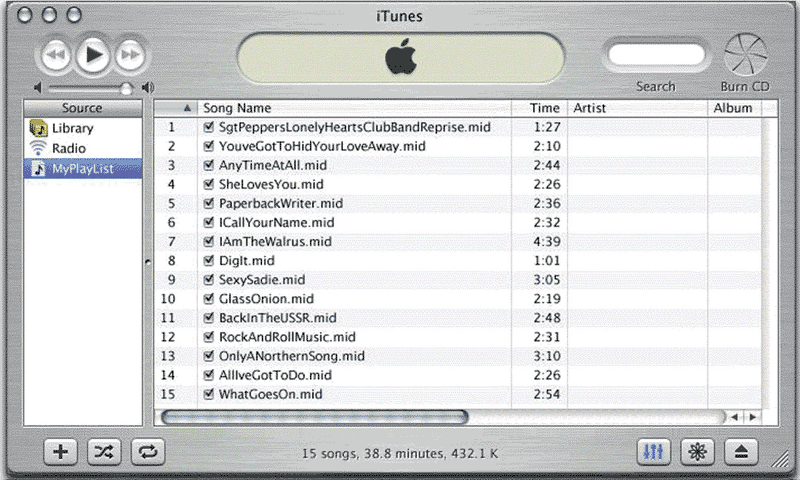 iTunes
Search
Burn CD
Source
Song Name Time Artist Album
Library
Radio
MyPlayList
1 SgtPeppersLonelyHeartsClubBandReprise.mid 1:27
2 YouveGotToHidYourLoveAway.mid 2:10
3 AnyTimeAtAll.mid 2:44
4 SheLovesYou.mid 2:26
5 PaperbackWriter.mid 2:36
6 ICallYourName.mid 2:32
7 IAmTheWalrus.mid 4:39
8 DigIt.mid 1:01
9 SexySadie.mid 3:05
10 GlassOnion.mid 2:19
11 BackInTheUSSR.mid 2:48
12 RockAndRollMusic.mid 2:31
13 OnlyANorthernSong.mid 3:10
14 AllIveGotToDo.mid 2:26
15 WhatGoesOn.mid 2:54
15 songs, 38.8 minutes, 432.1 K